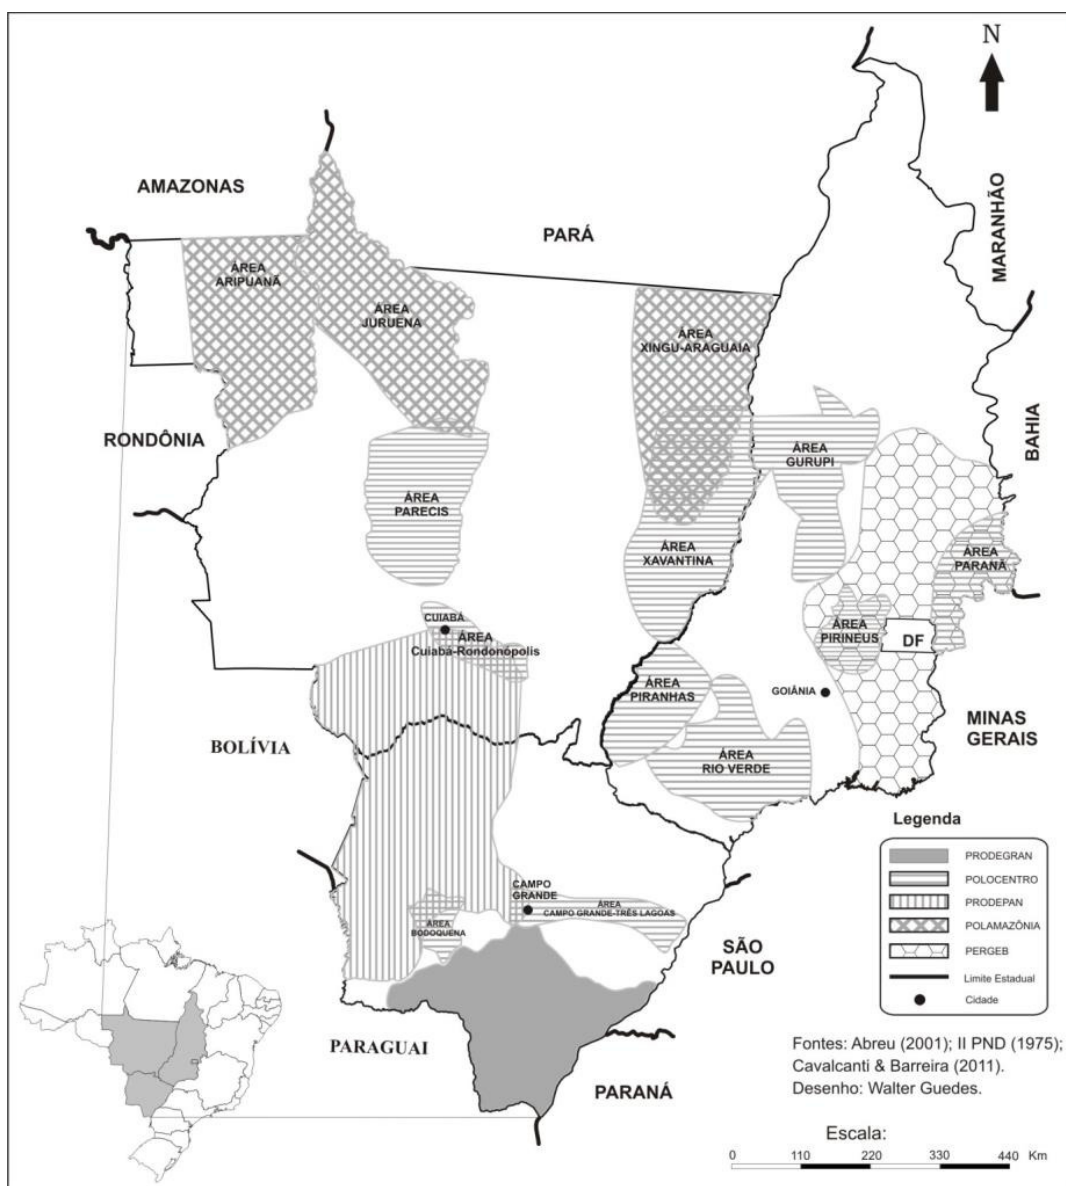 N
AMAZONAS
PARÁ
MARANHÃO
ÁREA
ARIPUANÃ
ÁREA
JURUENA
ÁREA
XINGU-ARAGUAIA
RONDÔNIA
BAHIA
ÁREA
GURUPI
ÁREA
PARECIS
ÁREA
XAVANTINA
ÁREA
PARANÃ
CUIABÁ
ÁREA
Cuiabá-Rondonópolis
ÁREA
PIRINEUS
DF
ÁREA
PIRANHAS
GOIÂNIA
BOLÍVIA
MINAS
GERAIS
ÁREA
RIO VERDE
CAMPO
GRANDE
ÁREA
CAMPO GRANDE-TRÊS LAGOAS
ÁREA
BODOQUENA
SÃO
PAULO
PARAGUAI
PARANÁ
Legenda
PRODEGRAN
POLOCENTRO
PRODEPAN
POLAMAZÔNIA
PERGEB
Limite Estadual
Cidade
Fontes: Abreu (2001); II PND (1975);
Cavalcanti & Barreira (2011).
Desenho: Walter Guedes.
Escala:
0 110 220 330 440 Km